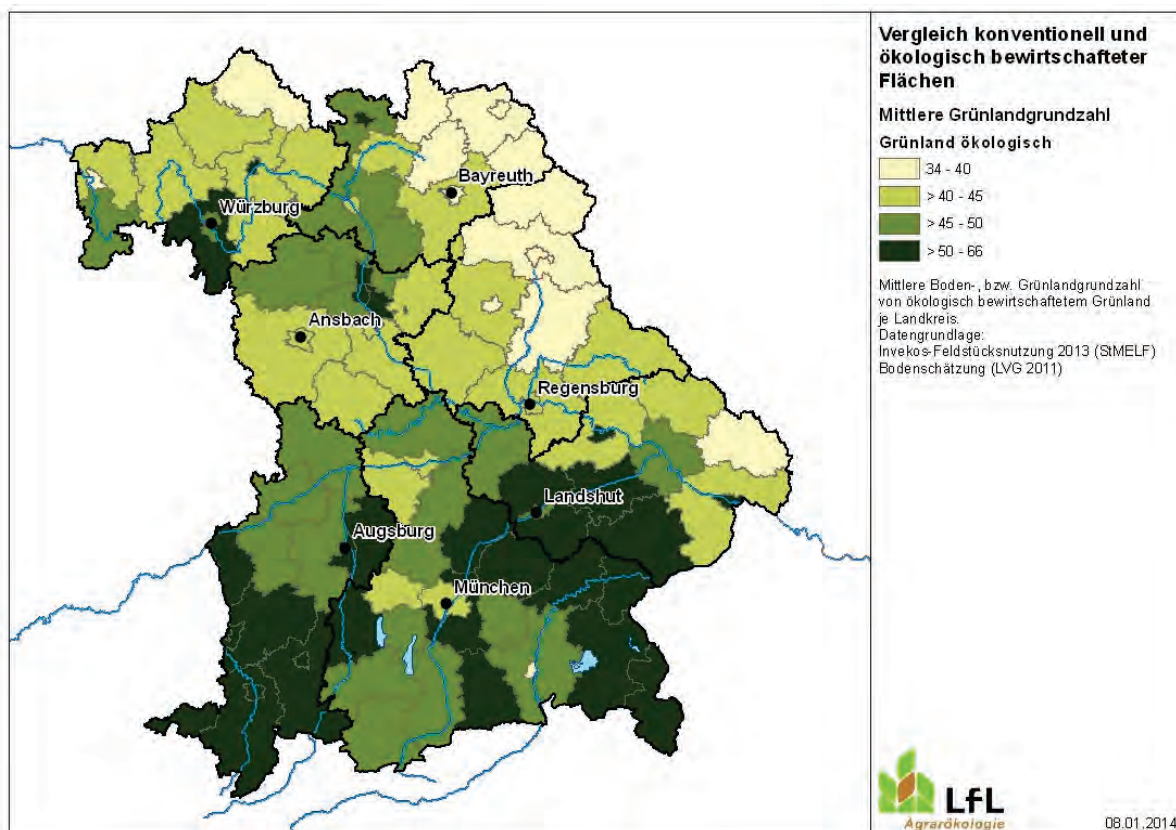 Vergleich konventionell und
ökologisch bewirtschafteter
Flächen
Mittlere Grünlandgrundzahl
Grünland ökologisch
34 - 40
> 40 - 45
> 45 - 50
> 50 - 66
Mittlere Boden-, bzw. Grünlandgrundzahl
von ökologisch bewirtschaftetem Grünland
je Landkreis.
Datengrundlage:
Invekos-Feldstücksnutzung 2013 (StMELF)
Bodenschätzung (LVG 2011)
Bayreuth
Würzburg
Ansbach
Regensburg
Landshut
Augsburg
München
LfL
Agrarökologie
08.01.2014